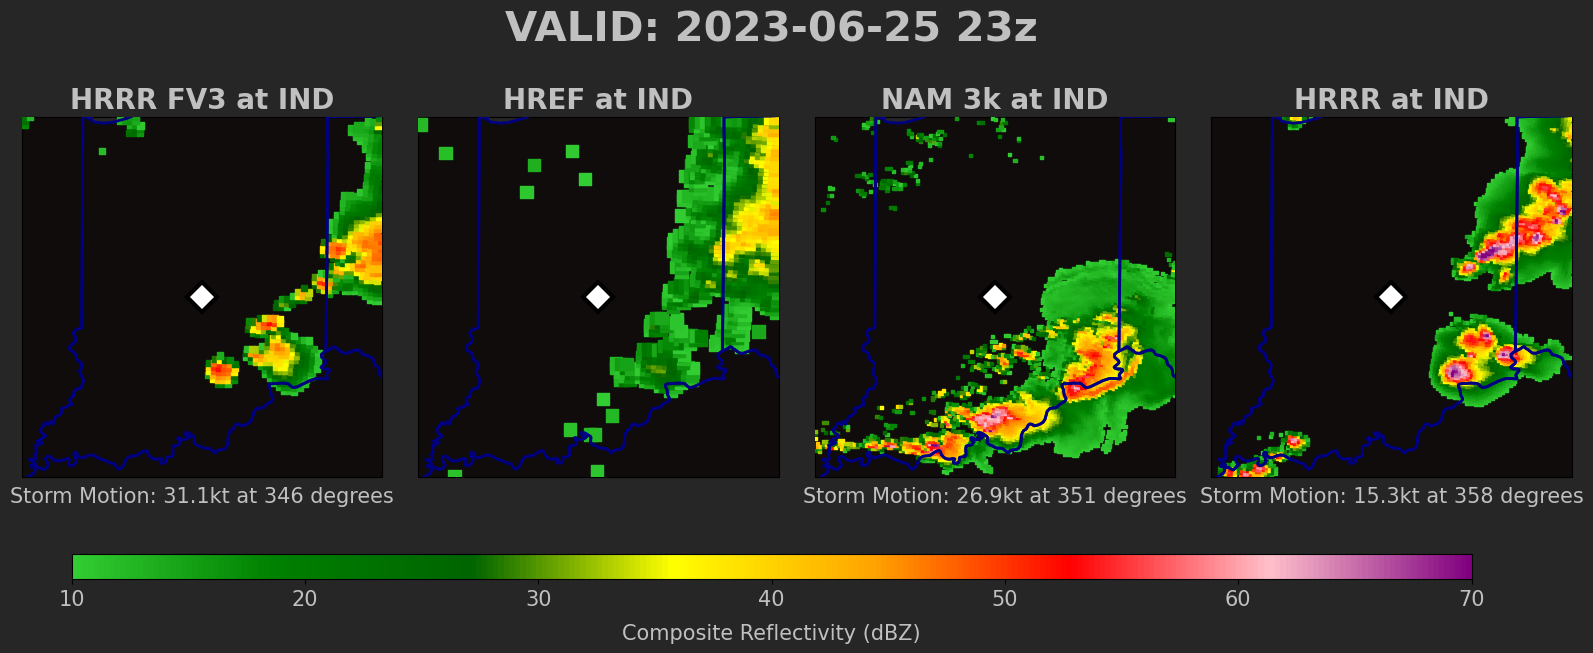 VALID: 2023-06-25 23z
HRRR FV3 at IND
HREF at IND
NAM 3k at IND
HRRR at IND
Storm Motion: 31.1kt at 346 degrees
Storm Motion: 26.9kt at 351 degrees
Storm Motion: 15.3kt at 358 degrees
10 20 30 40 50 60 70
Composite Reflectivity (dBZ)